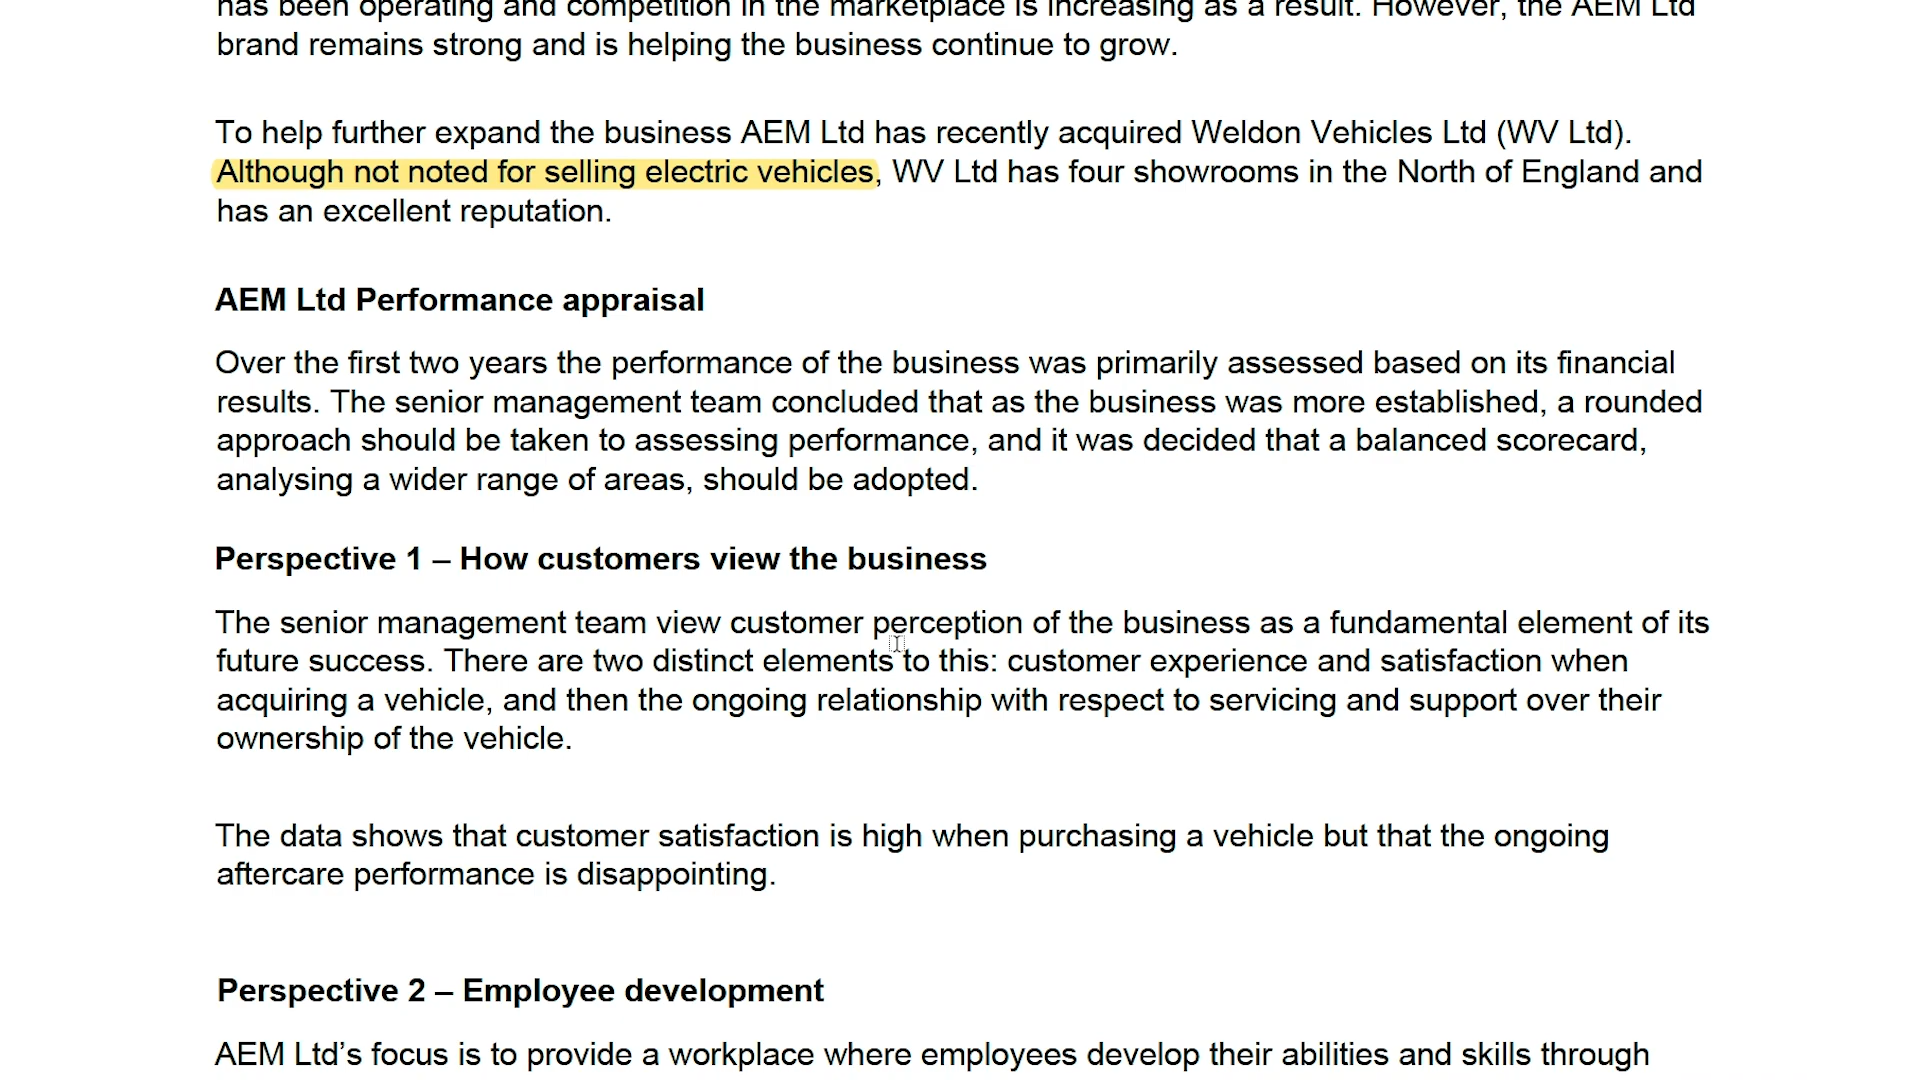 has been operating and competition in the marketplace is increasing as a result. However, the AEM Ltd
brand remains strong and is helping the business continue to grow.
To help further expand the business AEM Ltd has recently acquired Weldon Vehicles Ltd (WV Ltd).
Although not noted for selling electric vehicles, WV Ltd has four showrooms in the North of England and
has an excellent reputation.
AEM Ltd Performance appraisal
Over the first two years the performance of the business was primarily assessed based on its financial
results. The senior management team concluded that as the business was more established, a rounded
approach should be taken to assessing performance, and it was decided that a balanced scorecard,
analysing a wider range of areas, should be adopted.
Perspective 1 – How customers view the business
The senior management team view customer perception of the business as a fundamental element of its
future success. There are two distinct elements to this: customer experience and satisfaction when
acquiring a vehicle, and then the ongoing relationship with respect to servicing and support over their
ownership of the vehicle.
The data shows that customer satisfaction is high when purchasing a vehicle but that the ongoing
aftercare performance is disappointing.
Perspective 2 – Employee development
AEM Ltd’s focus is to provide a workplace where employees develop their abilities and skills through